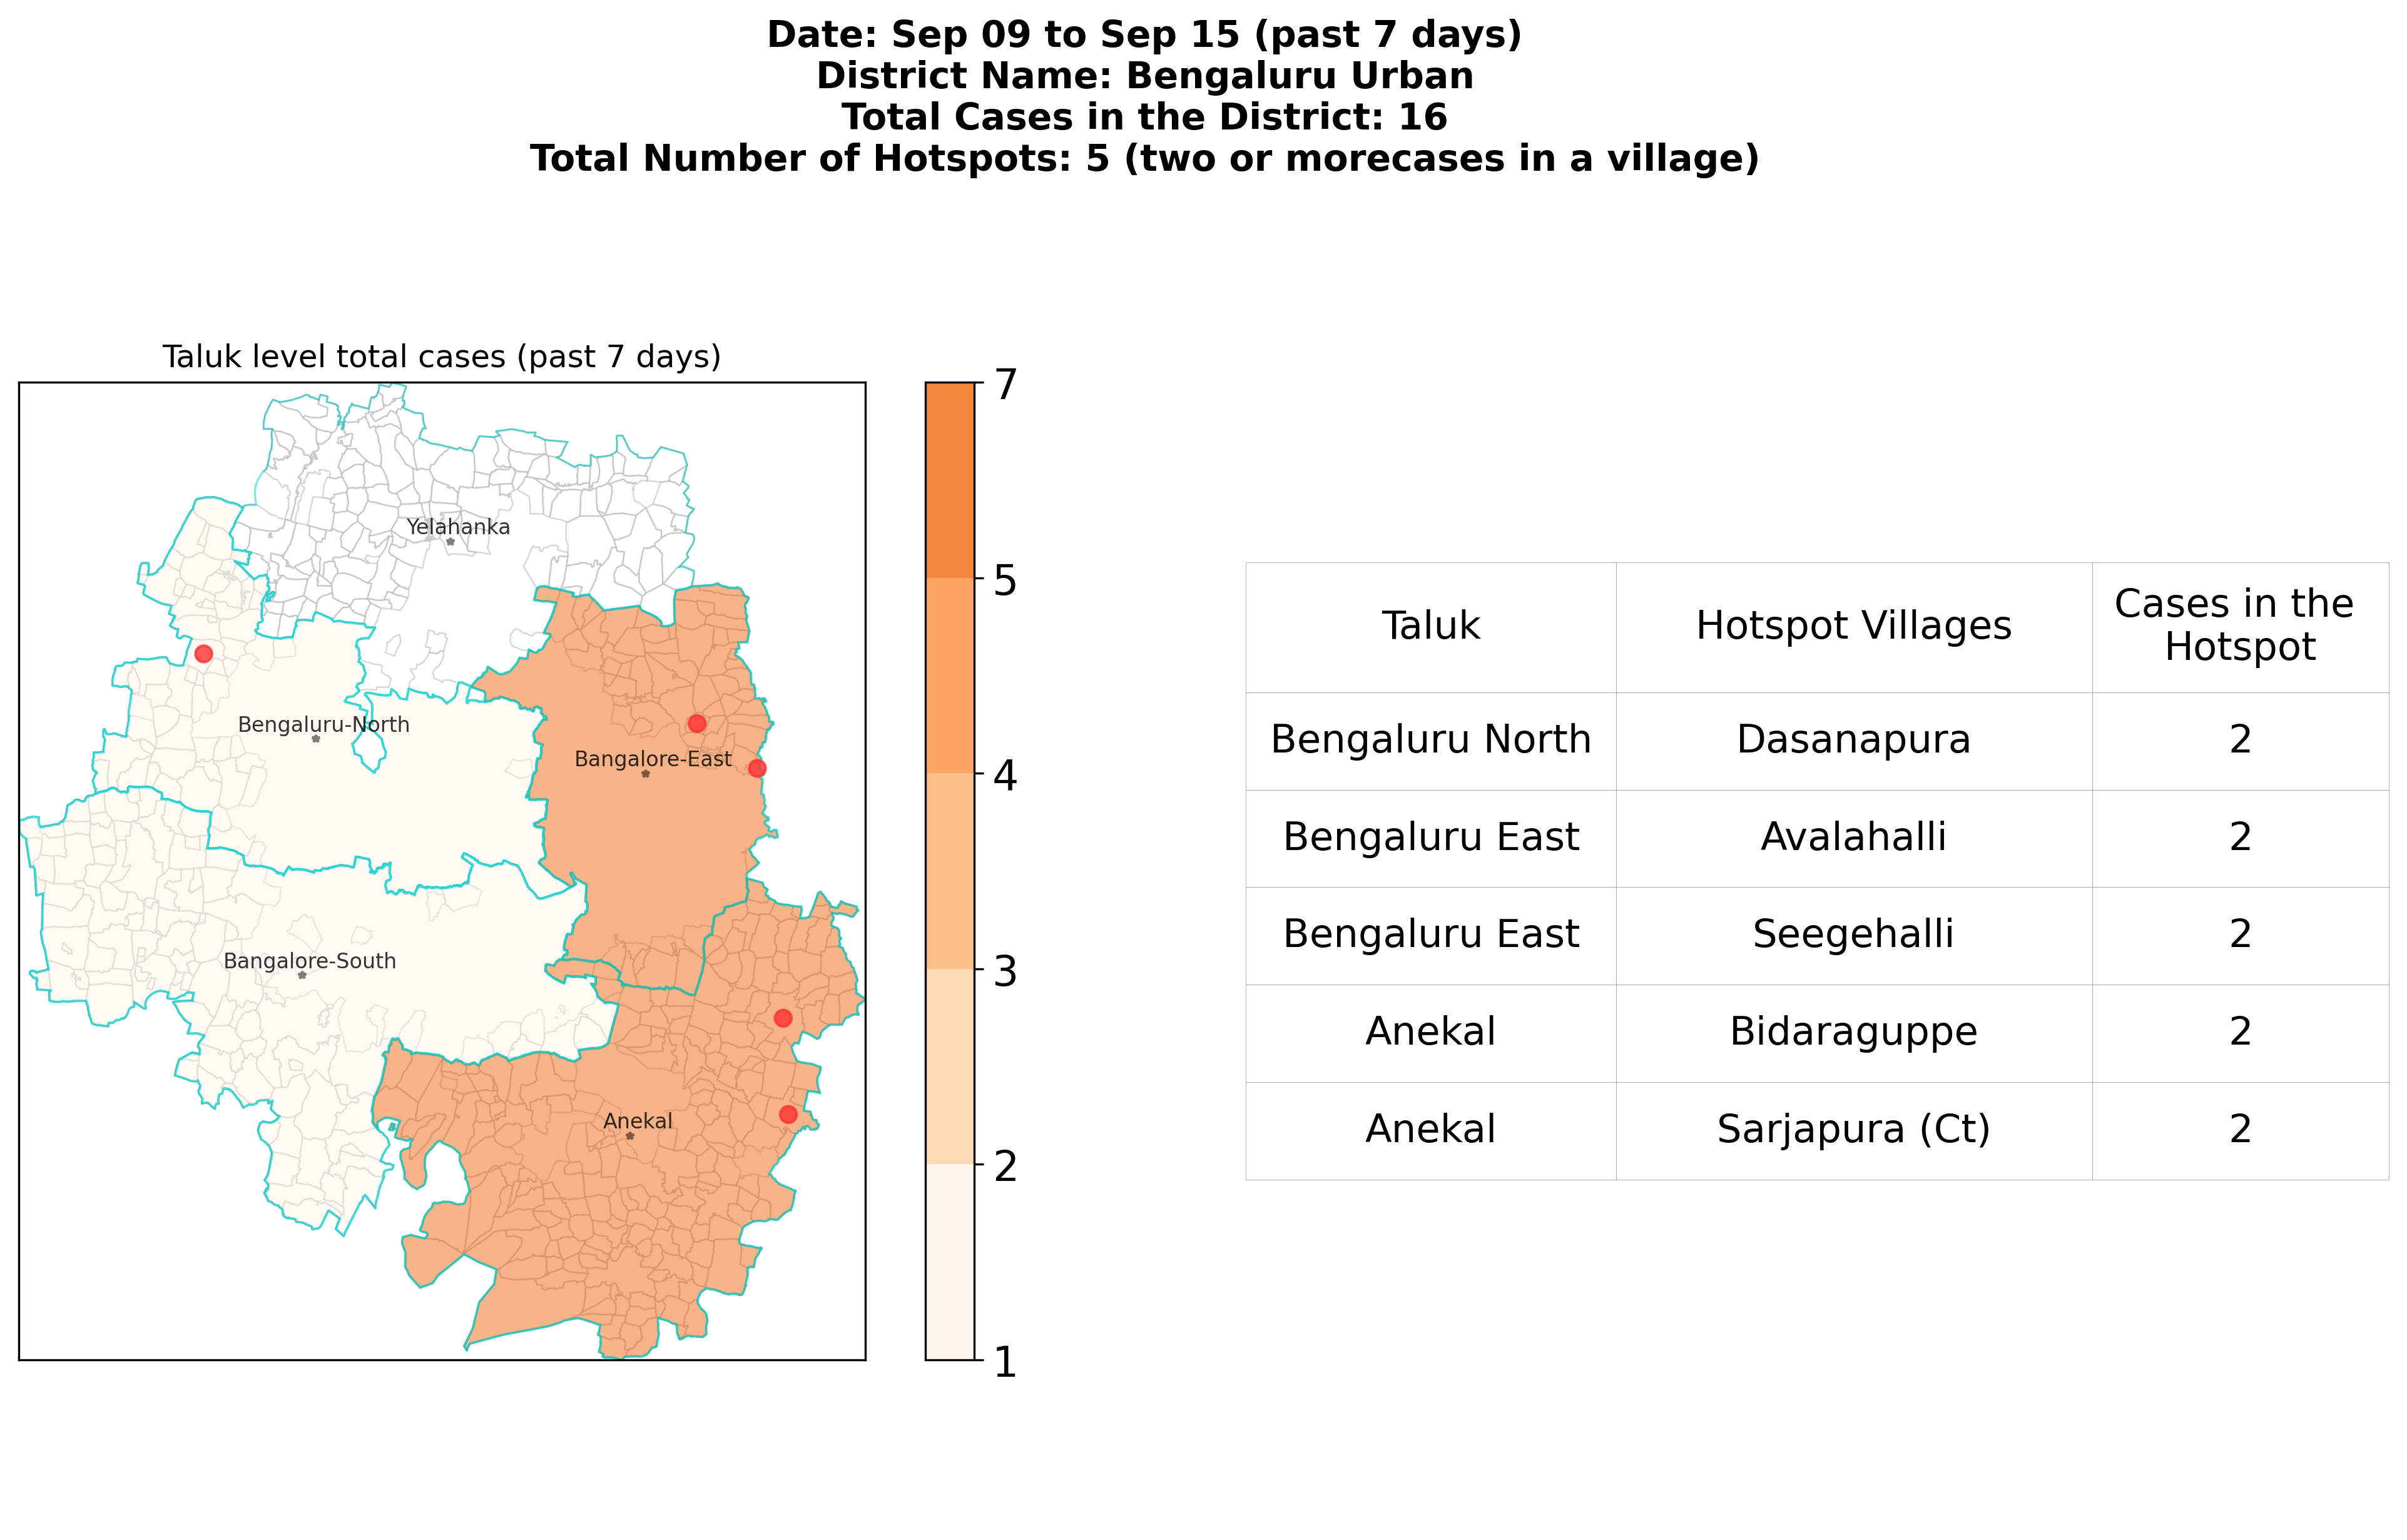 Date: Sep 09 to Sep 15 (past 7 days)
District Name: Bengaluru Urban
Total Cases in the District: 16
Total Number of Hotspots: 5 (two or morecases in a village)
Taluk level total cases (past 7 days)
Yelahanka
Bengaluru-North
Bangalore-East
Bangalore-South
Anekal
7
5
4
3
2
1
Taluk Hotspot Villages Cases in the
Hotspot
Bengaluru North Dasanapura 2
Bengaluru East Avalahalli 2
Bengaluru East Seegehalli 2
Anekal Bidaraguppe 2
Anekal Sarjapura (Ct) 2